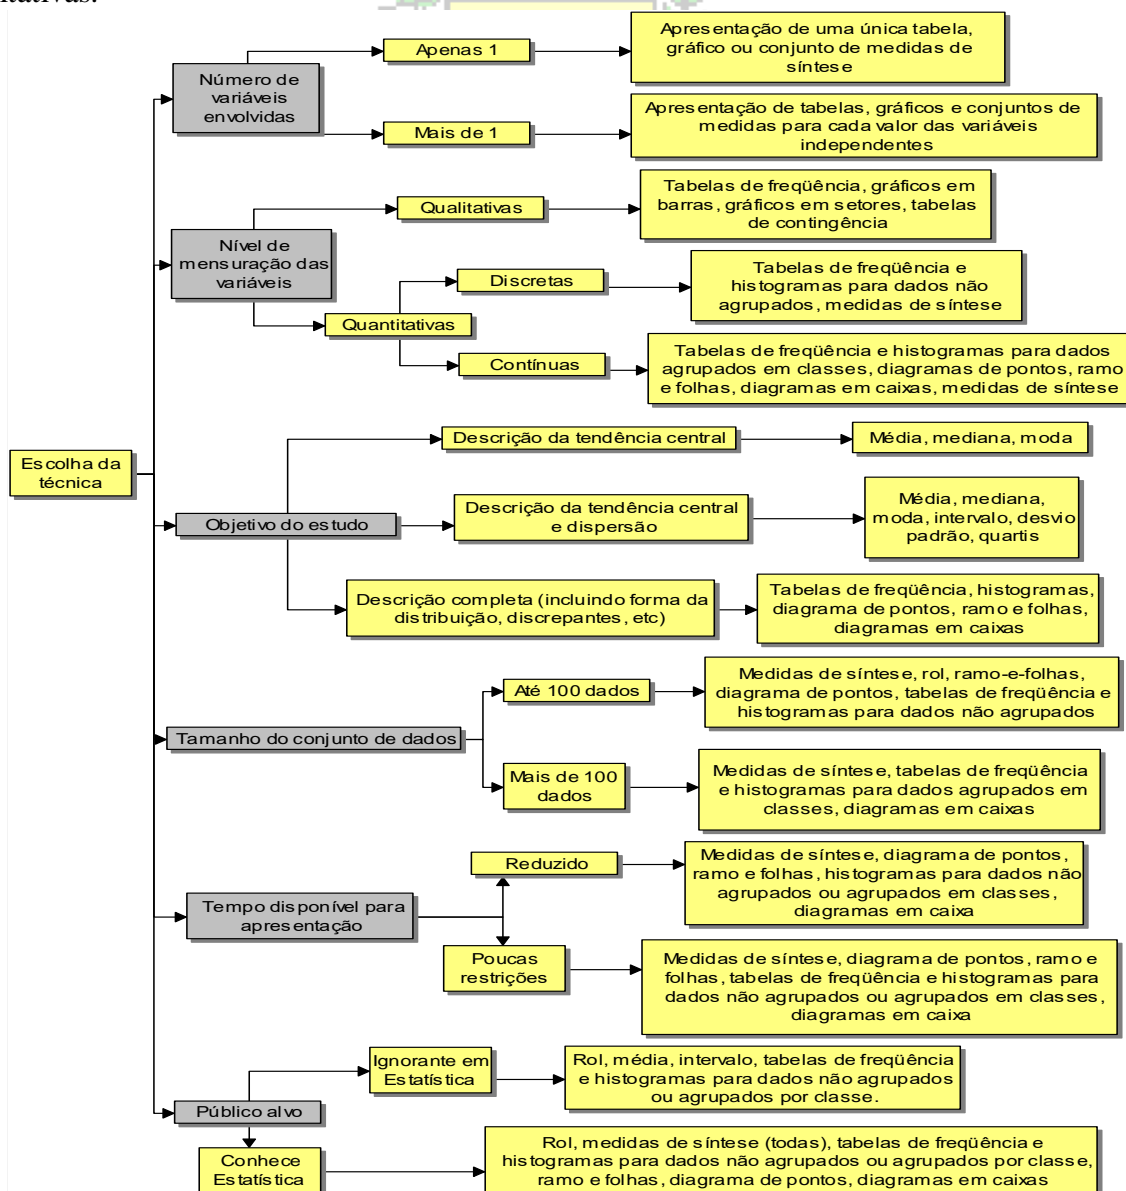 itativas.
Apenas 1
Apresentação de uma única tabela,
gráfico ou conjunto de medidas de
síntese
Número de
variáveis
envolvidas
Mais de 1
Apresentação de tabelas, gráficos e conjuntos de
medidas para cada valor das variáveis
independentes
Qualitativas
Tabelas de freqüência, gráficos em
barras, gráficos em setores, tabelas
de contingência
Nível de
mensuração das
variáveis
Discretas
Tabelas de freqüência e
histogramas para dados não
agrupados, medidas de síntese
Quantitativas
Contínuas
Tabelas de freqüência e histogramas para dados
agrupados em classes, diagramas de pontos, ramo
e folhas, diagramas em caixas, medidas de síntese
Escolha da
técnica
Descrição da tendência central
Média, mediana, moda
Objetivo do estudo
Descrição da tendência central
e dispersão
Média, mediana,
moda, intervalo, desvio
padrão, quartis
Descrição completa (incluindo forma da
distribuição, discrepantes, etc)
Tabelas de freqüência, histogramas,
diagrama de pontos, ramo e folhas,
diagramas em caixas
Tamanho do conjunto de dados
Até 100 dados
Medidas de síntese, rol, ramo-e-folhas,
diagrama de pontos, tabelas de freqüência e
histogramas para dados não agrupados
Mais de 100
dados
Medidas de síntese, tabelas de freqüência
e histogramas para dados agrupados em
classes, diagramas em caixas
Tempo disponível para
apresentação
Reduzido
Medidas de síntese, diagrama de pontos,
ramo e folhas, histogramas para dados não
agrupados ou agrupados em classes,
diagramas em caixa
Poucas
restrições
Medidas de síntese, diagrama de pontos, ramo e
folhas, tabelas de freqüência e histogramas para
dados não agrupados ou agrupados em classes,
diagramas em caixa
Público alvo
Ignorante em
Estatística
Rol, média, intervalo, tabelas de freqüência
e histogramas para dados não agrupados
ou agrupados por classe.
Conhece
Estatística
Rol, medidas de síntese (todas), tabelas de freqüência e
histogramas para dados não agrupados ou agrupados por classe,
ramo e folhas, diagrama de pontos, diagramas em caixas